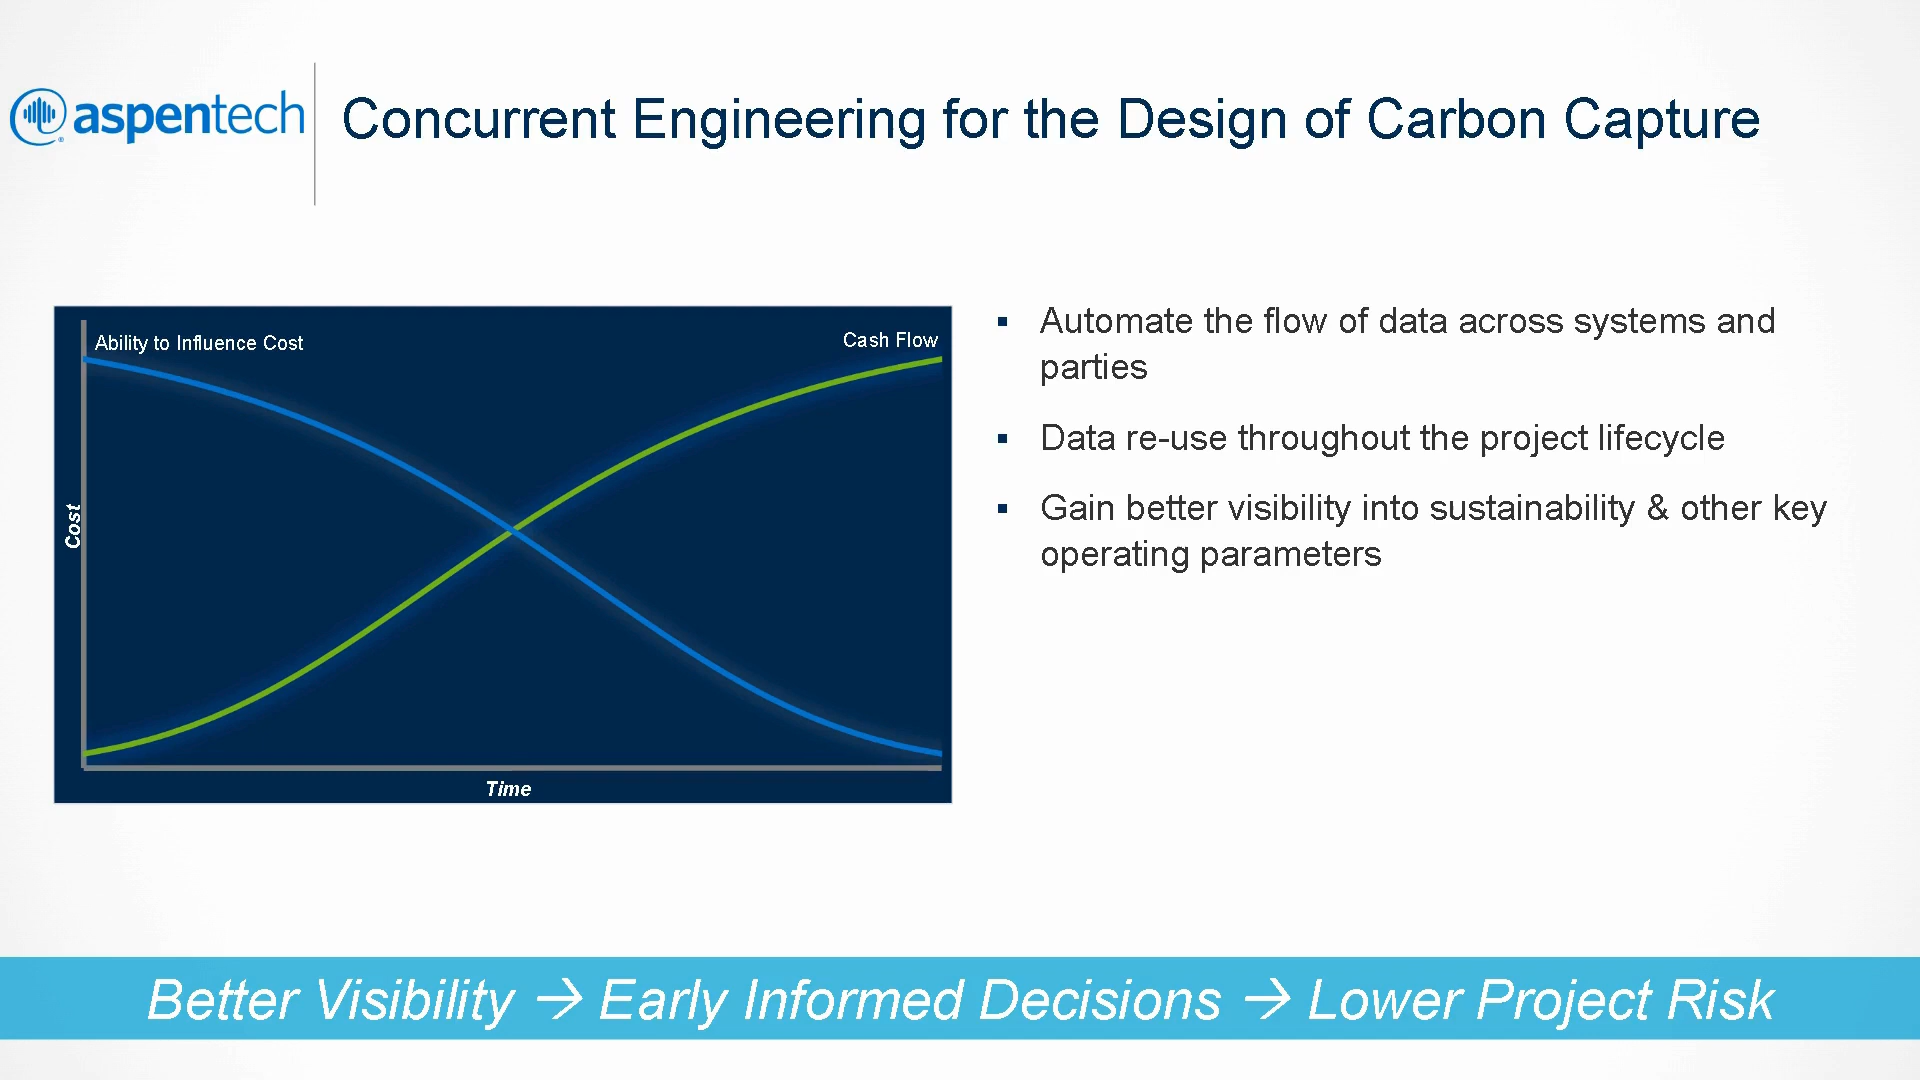 aspentech
Concurrent Engineering for the Design of Carbon Capture
Ability to Influence Cost
Cash Flow
Cost
Time
▪ Automate the flow of data across systems and
parties
▪ Data re-use throughout the project lifecycle
▪ Gain better visibility into sustainability & other key
operating parameters
Better Visibility → Early Informed Decisions → Lower Project Risk